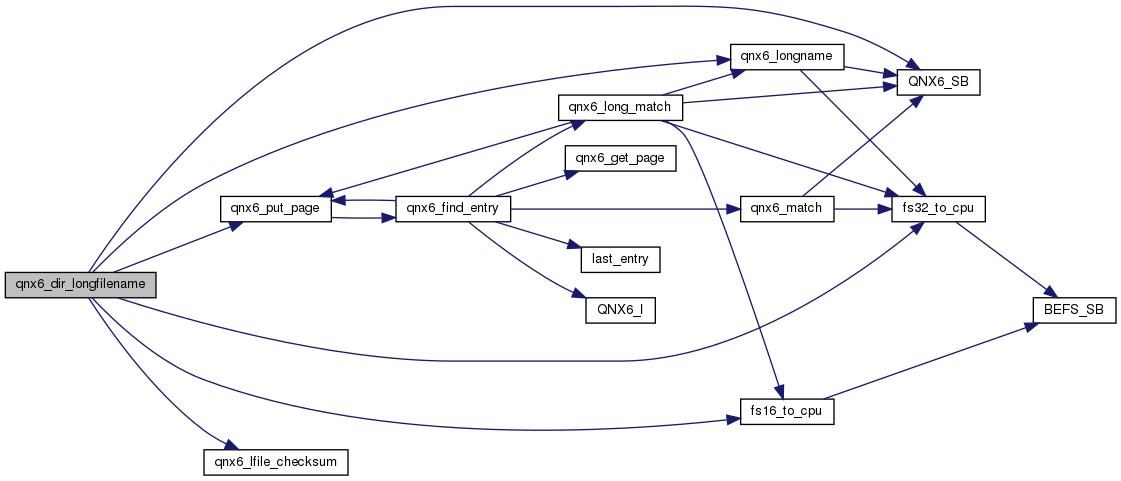 qnx6_longname
QNX6_SB
qnx6_long_match
qnx6_get_page
qnx6_put_page
qnx6_find_entry
qnx6_match
fs32_to_cpu
last_entry
qnx6_dir_longfilename
QNX6_I
BEFS_SB
fs16_to_cpu
qnx6_lfile_checksum